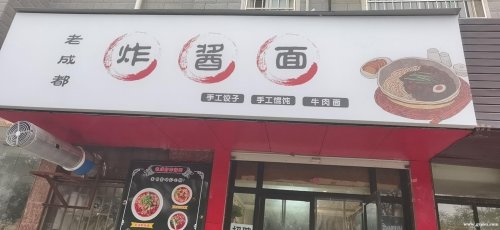 老成都
炸酱面
手工饺子 手工馄饨 牛肉面